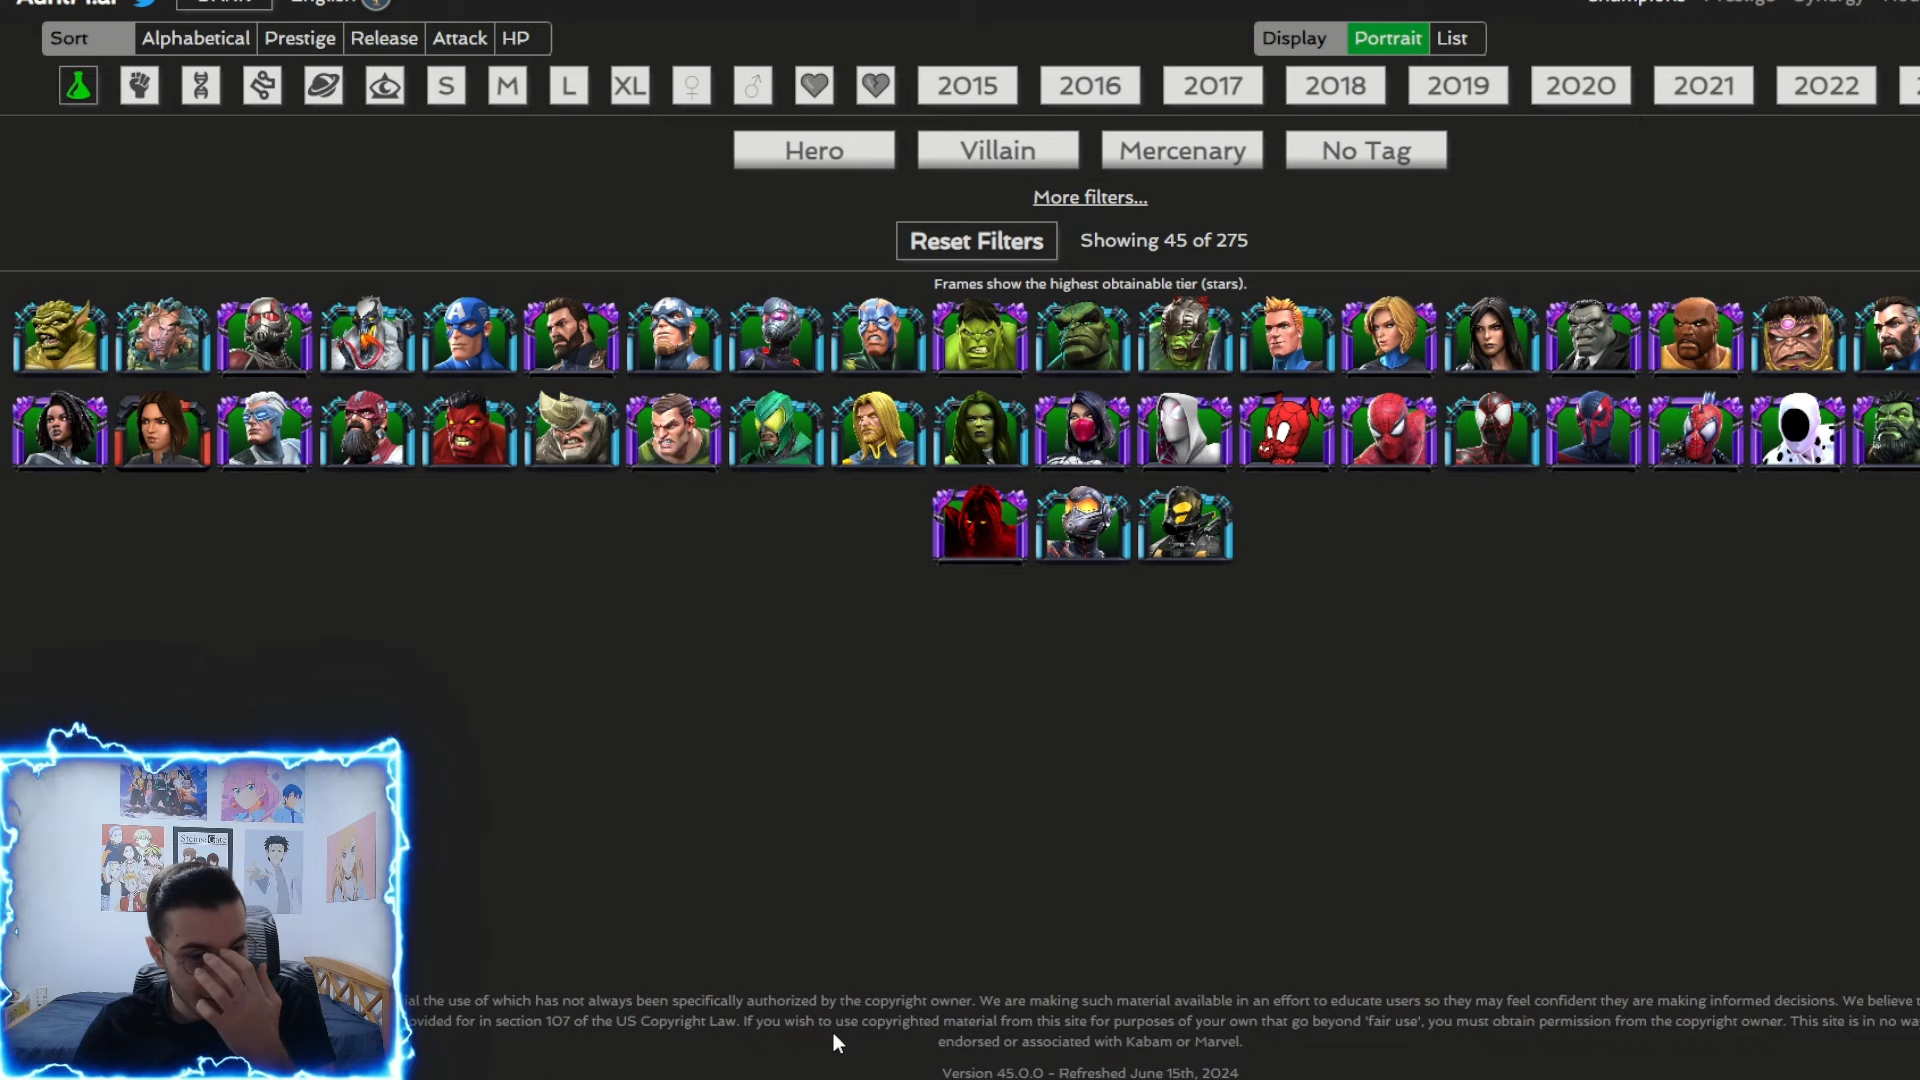 AuntM.ai English
Sort Alphabetical Prestige Release Attack HP Display Portrait List
S M L XL 2015 2016 2017 2018 2019 2020 2021 2022
Hero Villain Mercenary No Tag
More filters...
Reset Filters Showing 45 of 275
Frames show the highest obtainable tier (stars).
Steins;Gate
ial the use of which has not always been specifically authorized by the copyright owner. We are making such material available in an effort to educate users so they may feel confident they are making informed decisions. We believe t
ovided for in section 107 of the US Copyright Law. If you wish to use copyrighted material from this site for purposes of your own that go beyond 'fair use', you must obtain permission from the copyright owner. This site is in no wa
endorsed or associated with Kabam or Marvel.
Version 45.0.0 - Refreshed June 15th, 2024